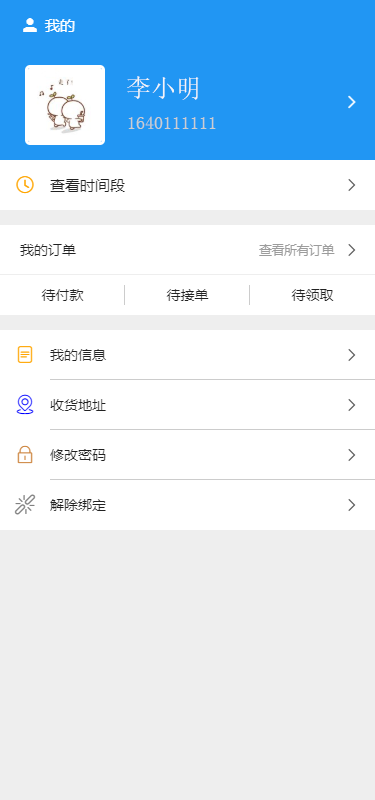 我的
李小明
1640111111
查看时间段
我的订单 查看所有订单
待付款 待接单 待领取
我的信息
收货地址
修改密码
解除绑定